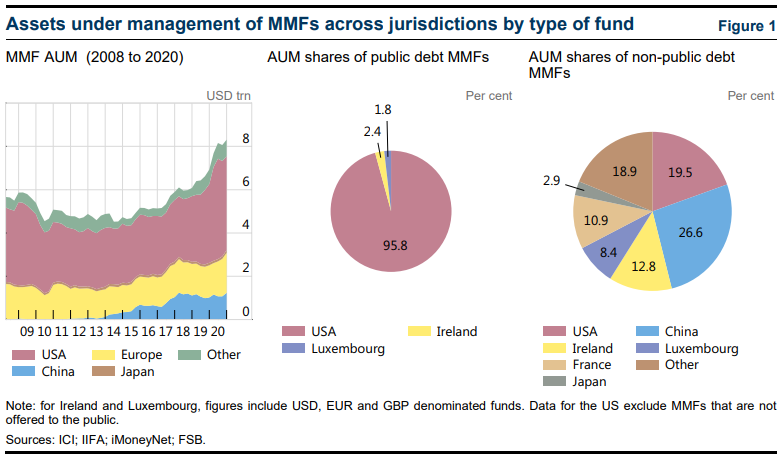 Assets under management of MMFs across jurisdictions by type of fund
Figure 1
MMF AUM (2008 to 2020)
AUM shares of public debt MMFs
AUM shares of non-public debt
MMFs
USD trn
Per cent
Per cent
8
6
4
2
0
09 10 11 12 13 14 15 16 17 18 19 20
1.8
2.4
95.8
19.5
26.6
12.8
8.4
10.9
2.9
18.9
USA Europe Other
China Japan
USA Ireland
Luxembourg
USA China
Ireland Luxembourg
France Other
Japan
Note: for Ireland and Luxembourg, figures include USD, EUR and GBP denominated funds. Data for the US exclude MMFs that are not
offered to the public.
Sources: ICI; IIFA; iMoneyNet; FSB.